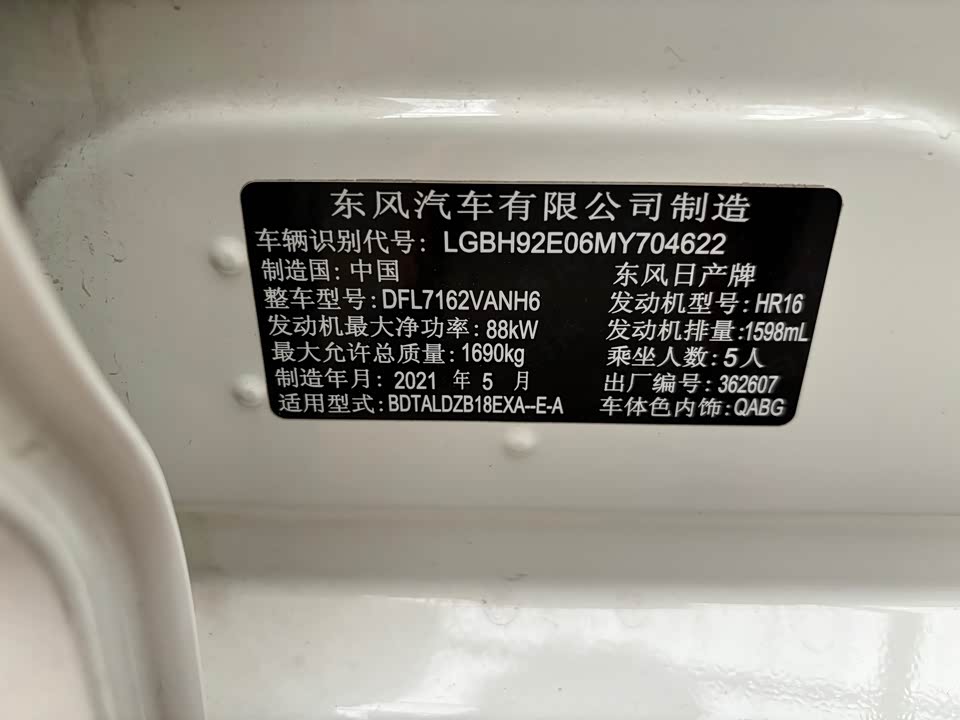 东风汽车有限公司制造
车辆识别代号: LGBH92E06MY704622
制造国: 中国 东风日产牌
整车型号: DFL7162VANH6 发动机型号: HR16
发动机最大净功率: 88kW 发动机排量: 1598mL
最大允许总质量: 1690kg 乘坐人数: 5人
制造年月: 2021 年 5 月 出厂编号: 362607
适用型式: BDTALDZB18EXA--E-A 车体色内饰: QABG